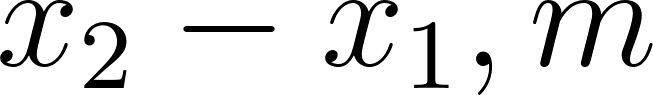 x₂ − x₁, m